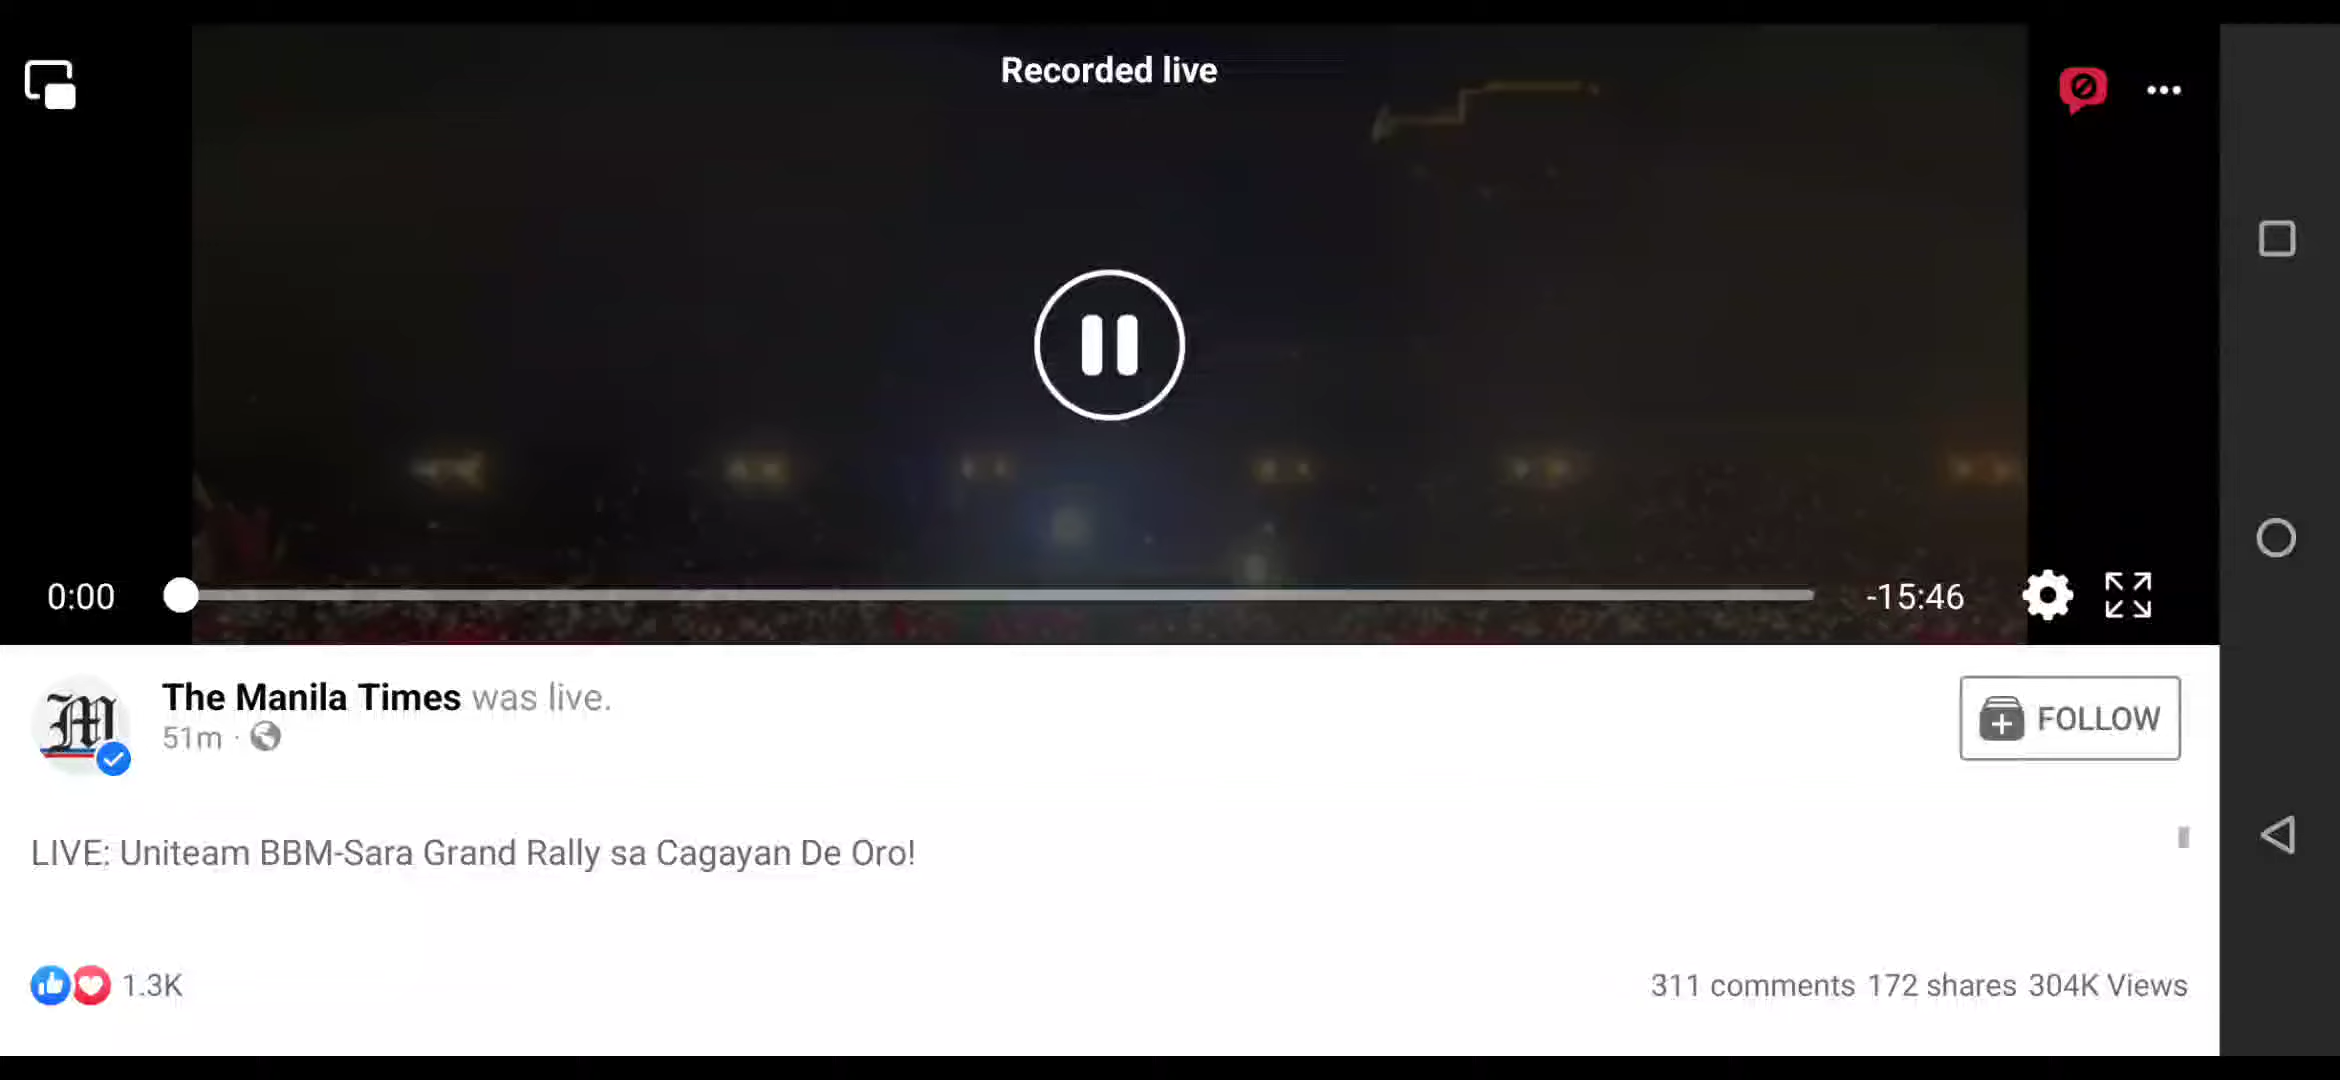 Recorded live
0:00
-15:46
The Manila Times was live.
51m ·
FOLLOW
LIVE: Uniteam BBM-Sara Grand Rally sa Cagayan De Oro!
1.3K
311 comments 172 shares 304K Views